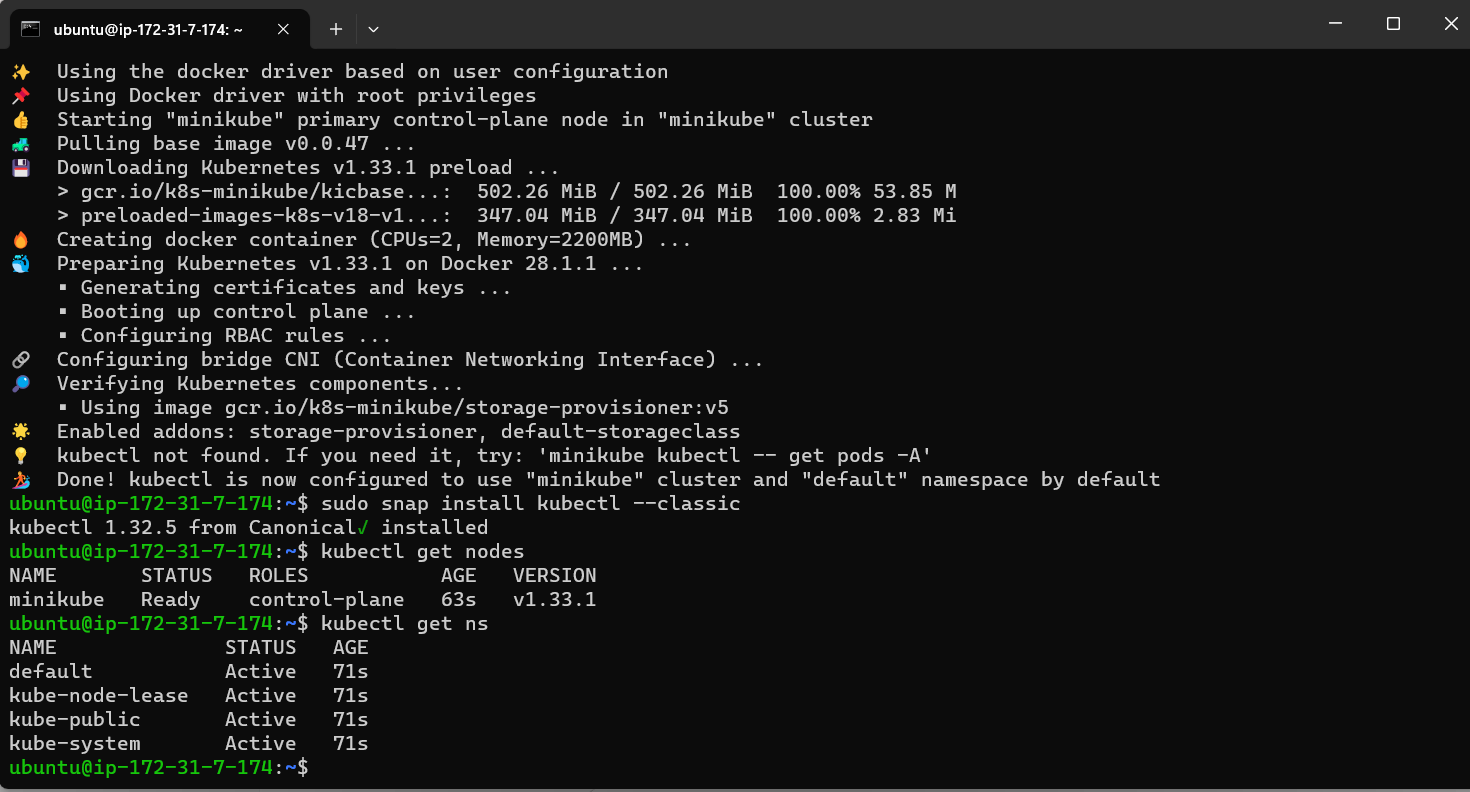 ubuntu@ip-172-31-7-174: ~
Using the docker driver based on user configuration
Using Docker driver with root privileges
Starting "minikube" primary control-plane node in "minikube" cluster
Pulling base image v0.0.47 ...
Downloading Kubernetes v1.33.1 preload ...
> gcr.io/k8s-minikube/kicbase...:  502.26 MiB / 502.26 MiB  100.00% 53.85 M
> preloaded-images-k8s-v18-v1...:  347.04 MiB / 347.04 MiB  100.00% 2.83 Mi
Creating docker container (CPUs=2, Memory=2200MB) ...
Preparing Kubernetes v1.33.1 on Docker 28.1.1 ...
▪ Generating certificates and keys ...
▪ Booting up control plane ...
▪ Configuring RBAC rules ...
Configuring bridge CNI (Container Networking Interface) ...
Verifying Kubernetes components...
▪ Using image gcr.io/k8s-minikube/storage-provisioner:v5
Enabled addons: storage-provisioner, default-storageclass
kubectl not found. If you need it, try: 'minikube kubectl -- get pods -A'
Done! kubectl is now configured to use "minikube" cluster and "default" namespace by default
ubuntu@ip-172-31-7-174:~$ sudo snap install kubectl --classic
kubectl 1.32.5 from Canonical✓ installed
ubuntu@ip-172-31-7-174:~$ kubectl get nodes
NAME       STATUS   ROLES           AGE   VERSION
minikube   Ready    control-plane   63s   v1.33.1
ubuntu@ip-172-31-7-174:~$ kubectl get ns
NAME              STATUS   AGE
default           Active   71s
kube-node-lease   Active   71s
kube-public       Active   71s
kube-system       Active   71s
ubuntu@ip-172-31-7-174:~$